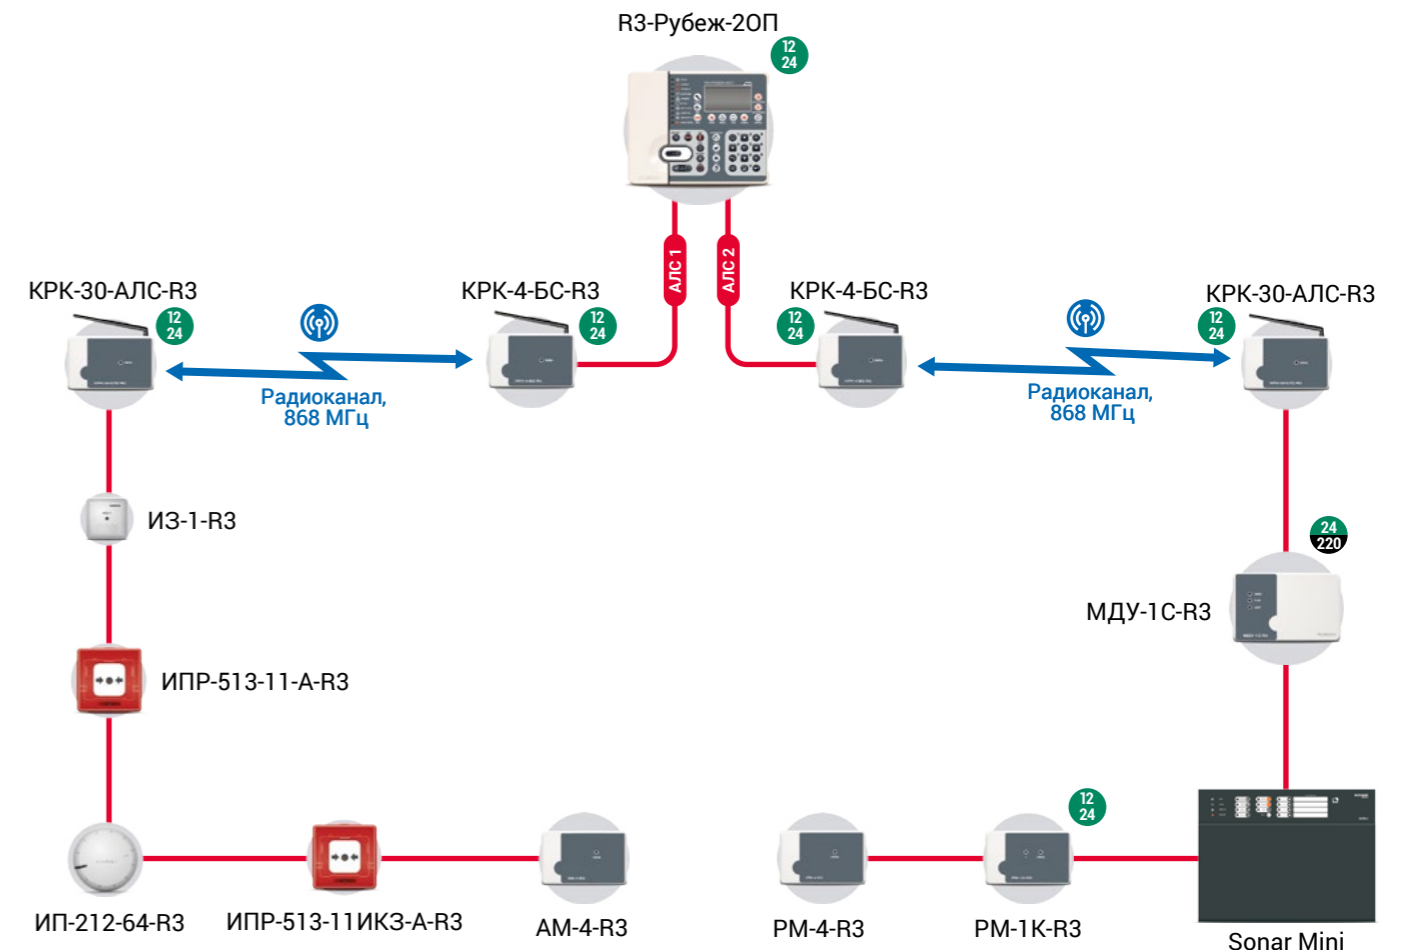 R3-Рубеж-2ОП
12
24
АЛС 1
АЛС 2
КРК-30-АЛС-R3
12
24
КРК-4-БС-R3
12
24
КРК-4-БС-R3
12
24
КРК-30-АЛС-R3
12
24
Радиоканал,
868 МГц
Радиоканал,
868 МГц
ИЗ-1-R3
24
220
МДУ-1С-R3
ИПР-513-11-А-R3
12
24
ИП-212-64-R3
ИПР-513-11ИКЗ-А-R3
АМ-4-R3
РМ-4-R3
РМ-1К-R3
Sonar Mini